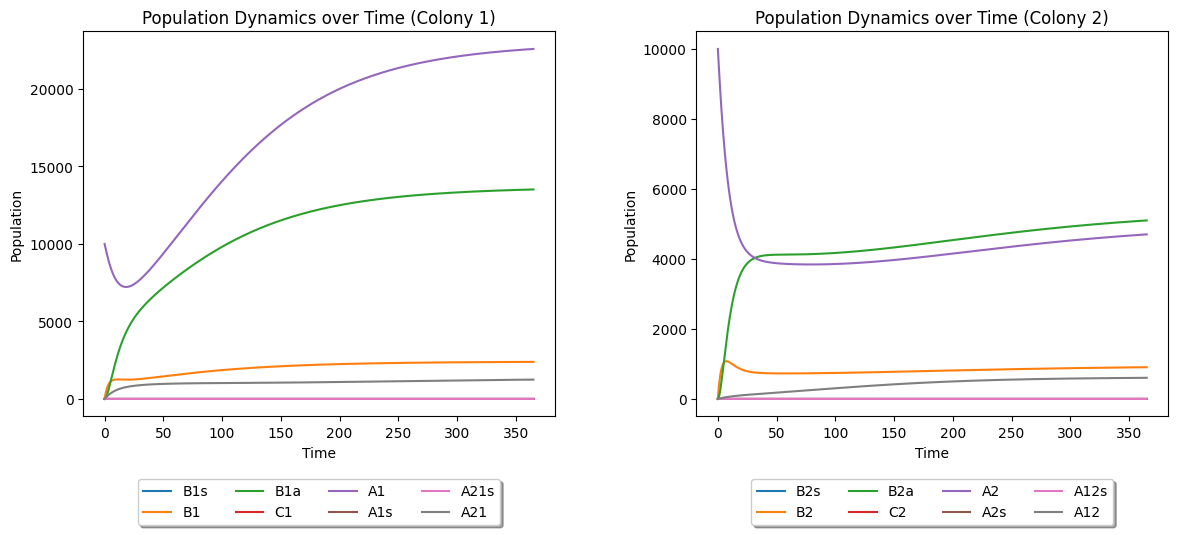 Population Dynamics over Time (Colony 1)
Population
20000
15000
10000
5000
0
0 50 100 150 200 250 300 350
Time
B1s B1a A1 A21s
B1 C1 A1s A21
Population Dynamics over Time (Colony 2)
Population
10000
8000
6000
4000
2000
0
0 50 100 150 200 250 300 350
Time
B2s B2a A2 A12s
B2 C2 A2s A12